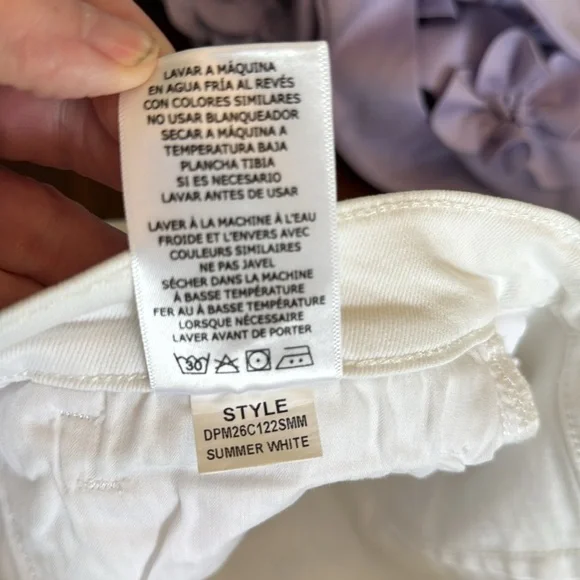 LAVAR A MÁQUINA
EN AGUA FRÍA AL REVÉS
CON COLORES SIMILARES
NO USAR BLANQUEADOR
SECAR A MÁQUINA A
TEMPERATURA BAJA
PLANCHA TIBIA
SI ES NECESARIO
LAVAR ANTES DE USAR
LAVER À LA MACHINE À L'EAU
FROIDE ET L'ENVERS AVEC
COULEURS SIMILAIRES
NE PAS JAVEL
SÉCHER DANS LA MACHINE
À BASSE TEMPÉRATURE
FER AU À BASSE TEMPÉRATURE
LORSQUE NÉCESSAIRE
LAVER AVANT DE PORTER
30
STYLE
DPM26C122SMM
SUMMER WHITE